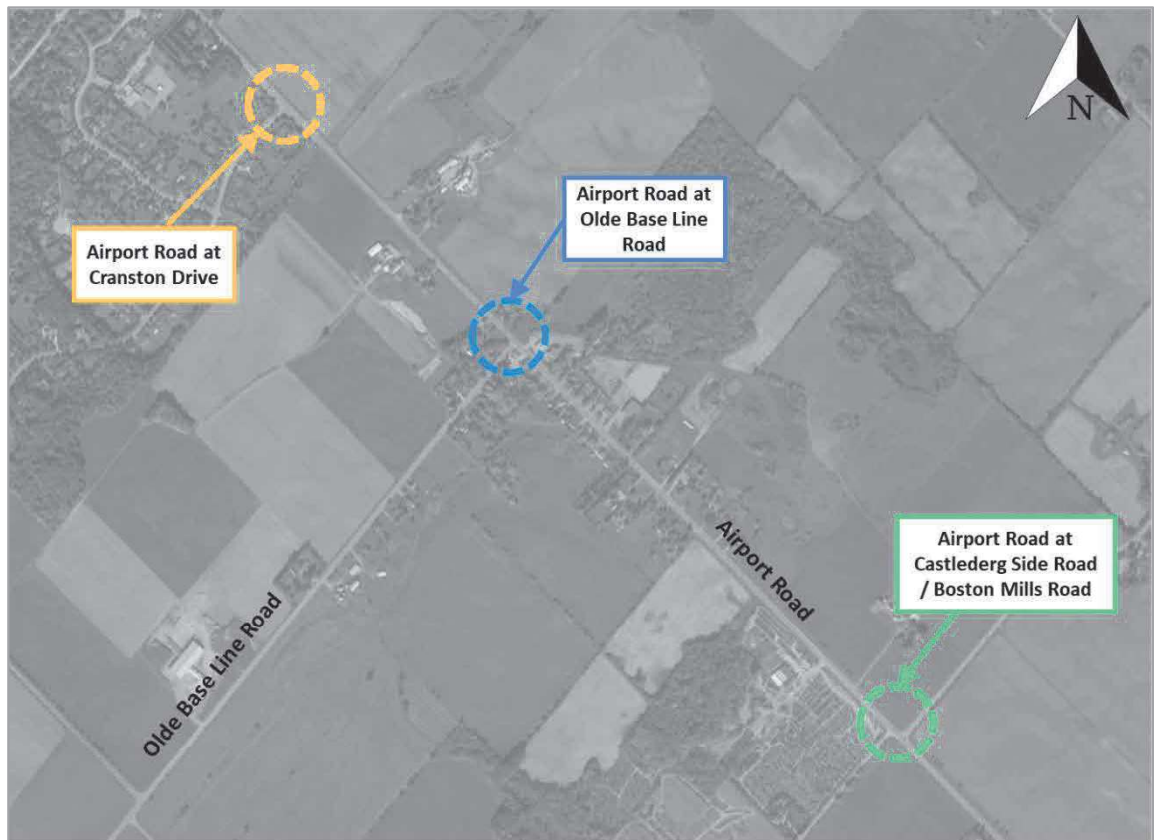 N
Airport Road at
Olde Base Line
Road
Airport Road at
Cranston Drive
Airport Road at
Castlederg Side Road
/ Boston Mills Road
Airport Road
Olde Base Line Road